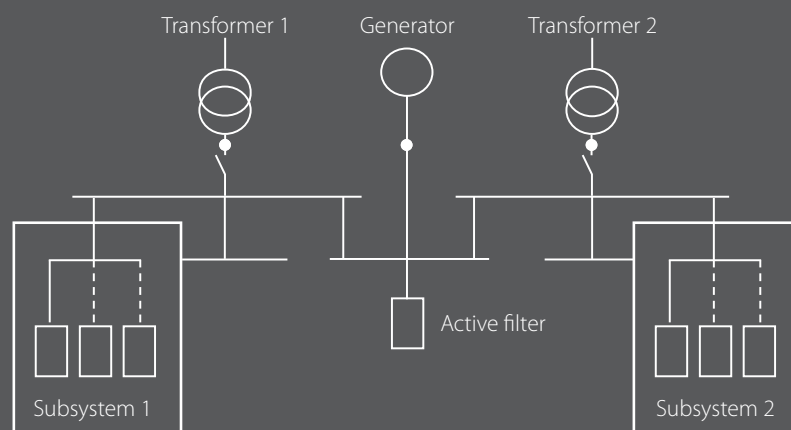 Transformer 1
Generator
Transformer 2
Active filter
Subsystem 1
Subsystem 2